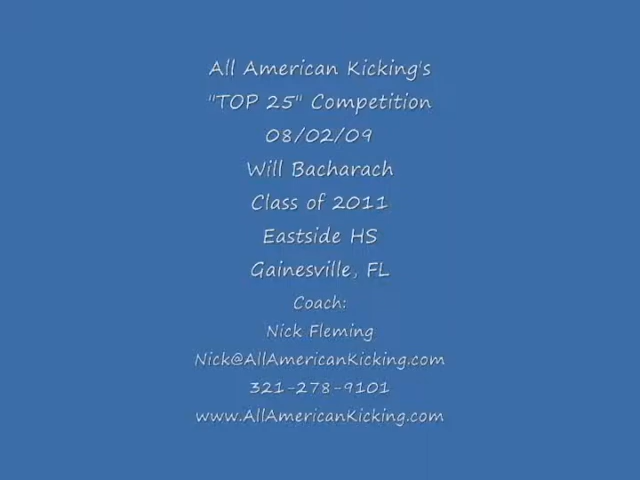 All American Kicking's
"TOP 25" Competition
08/02/09
Will Bacharach
Class of 2011
Eastside HS
Gainesville, FL
Coach:
Nick Fleming
Nick@AllAmericanKicking.com
321-278-9101
www.AllAmericanKicking.com